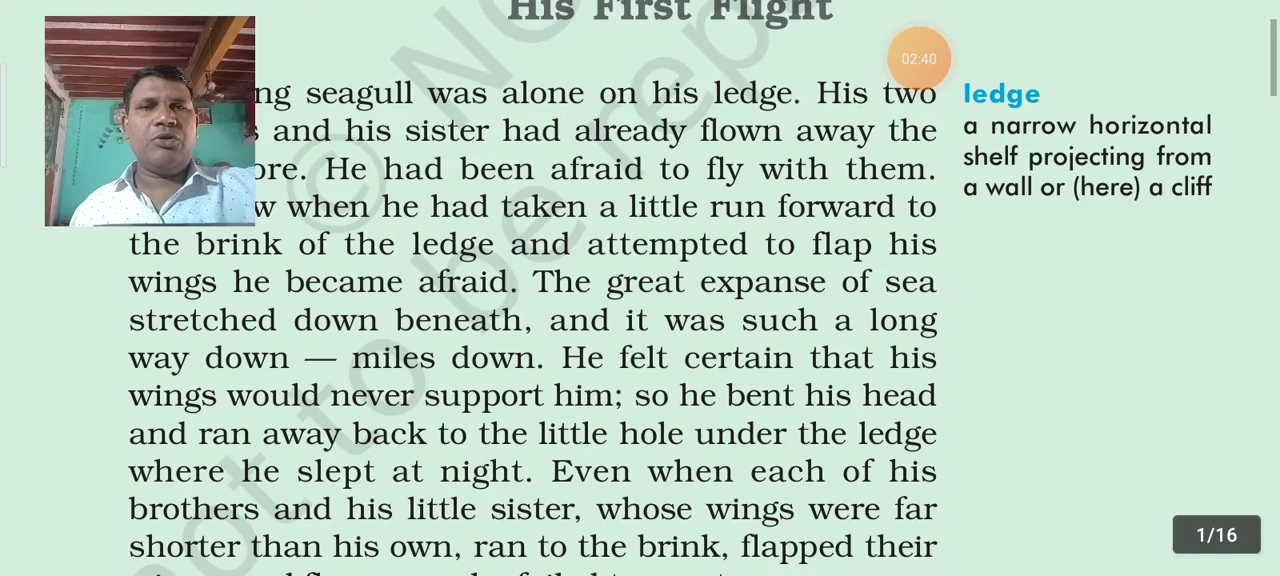 His First Flight
02:40
ng seagull was alone on his ledge. His two
s and his sister had already flown away the
ore. He had been afraid to fly with them.
w when he had taken a little run forward to
the brink of the ledge and attempted to flap his
wings he became afraid. The great expanse of sea
stretched down beneath, and it was such a long
way down — miles down. He felt certain that his
wings would never support him; so he bent his head
and ran away back to the little hole under the ledge
where he slept at night. Even when each of his
brothers and his little sister, whose wings were far
shorter than his own, ran to the brink, flapped their
ledge
a narrow horizontal
shelf projecting from
a wall or (here) a cliff
not to be rep
© NO
1/16